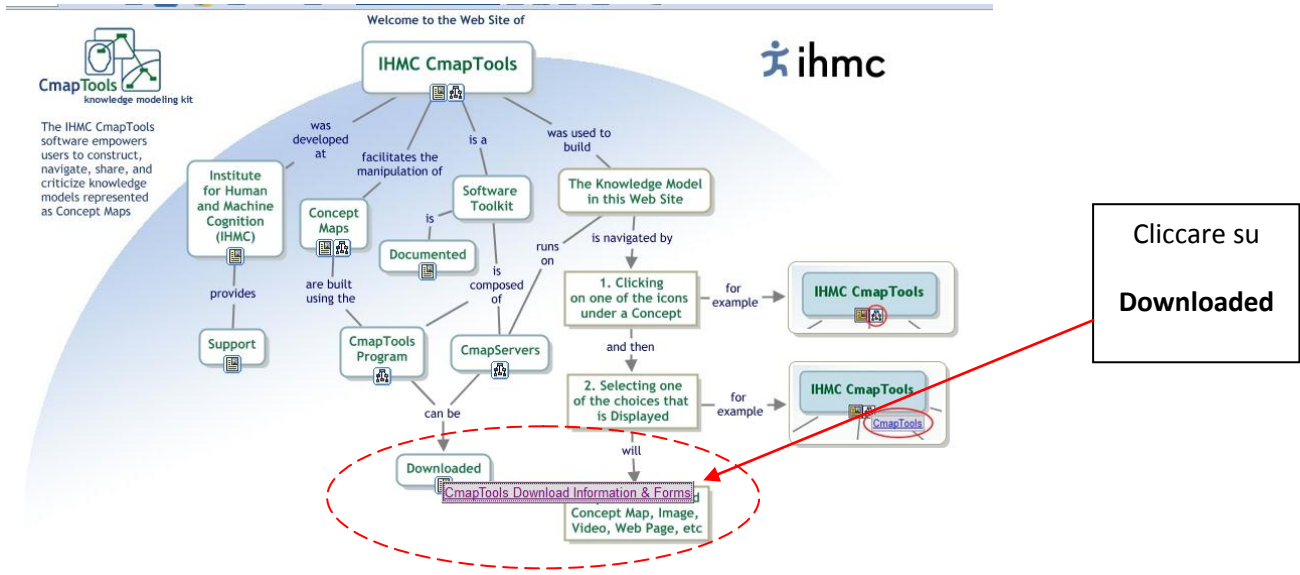 Welcome to the Web Site of
IHMC CmapTools
ihmc
CmapTools
knowledge modeling kit
The IHMC CmapTools
software empowers
users to construct,
navigate, share, and
criticize knowledge
models represented
as Concept Maps
was
developed
at
facilitates the
manipulation of
is a
was used to
build
Institute
for Human
and Machine
Cognition
(IHMC)
Concept
Maps
Software
Toolkit
The Knowledge Model
in this Web Site
is
Documented
provides
Support
are built
using the
CmapTools
Program
is
composed
of
runs
on
CmapServers
is navigated by
1. Clicking
on one of the icons
under a Concept
for
example
IHMC CmapTools
and then
2. Selecting one
of the choices that
is Displayed
for
example
IHMC CmapTools
CmapTools
can be
Downloaded
will
CmapTools Download Information & Forms
Concept Map, Image,
Video, Web Page, etc
Cliccare su
Downloaded